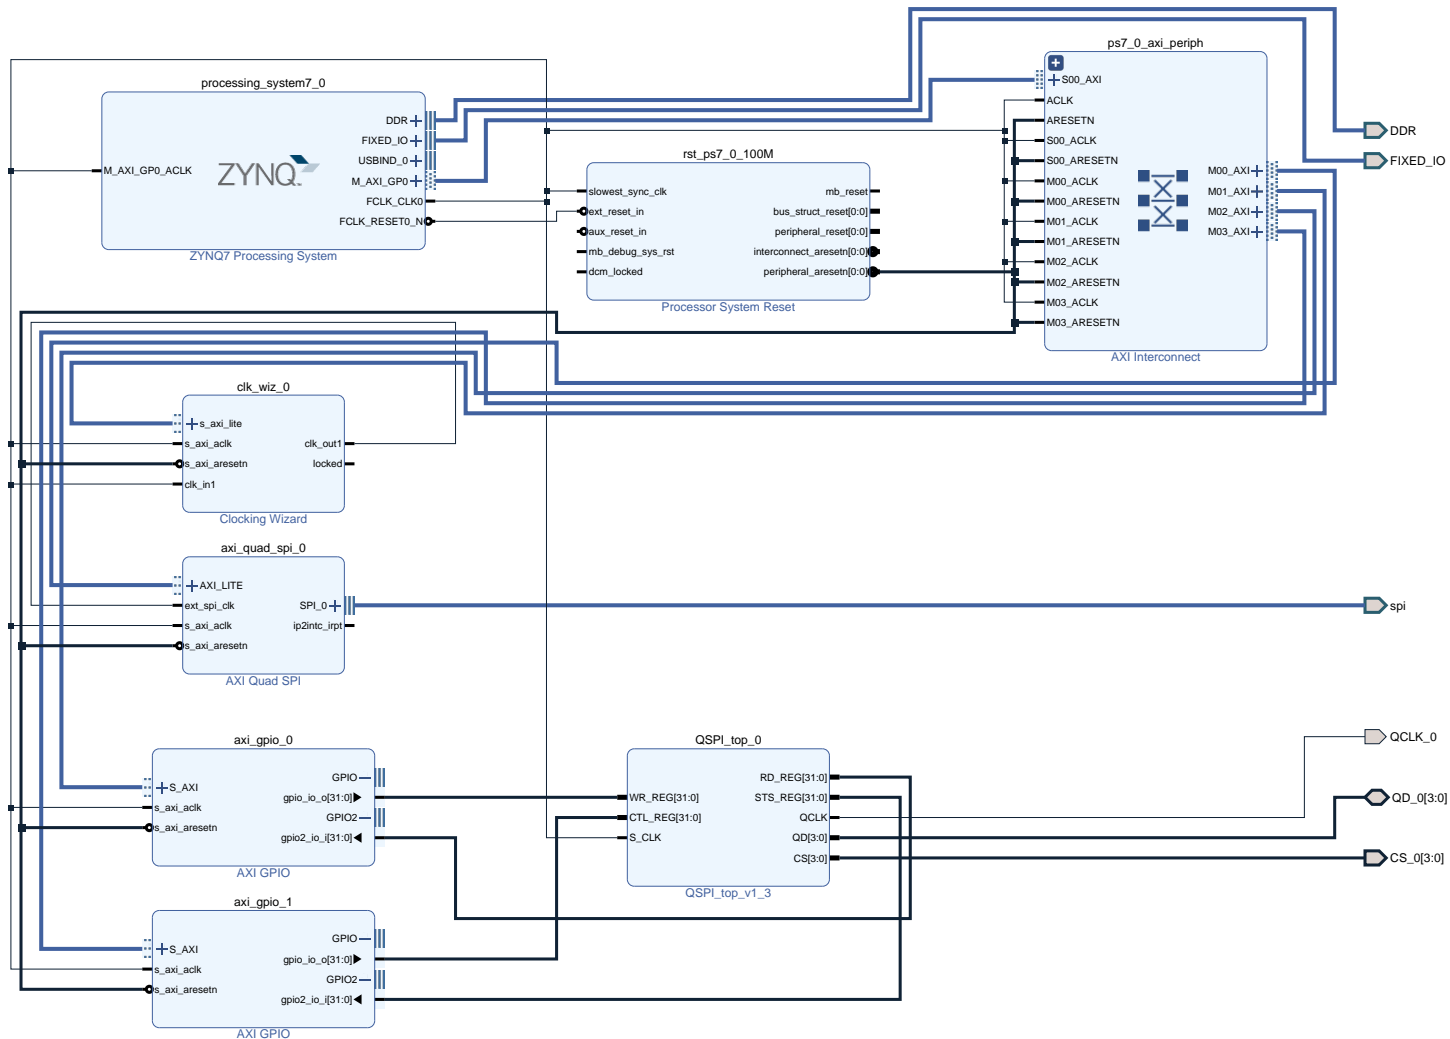 processing_system7_0
DDR
FIXED_IO
USBIND_0
M_AXI_GP0_ACLK
ZYNQ
M_AXI_GP0
FCLK_CLK0
FCLK_RESET0_N
ZYNQ7 Processing System
rst_ps7_0_100M
slowest_sync_clk
ext_reset_in
aux_reset_in
mb_debug_sys_rst
dcm_locked
mb_reset
bus_struct_reset[0:0]
peripheral_reset[0:0]
interconnect_aresetn[0:0]
peripheral_aresetn[0:0]
Processor System Reset
ps7_0_axi_periph
S00_AXI
ACLK
ARESETN
S00_ACLK
S00_ARESETN
M00_ACLK
M00_ARESETN
M01_ACLK
M01_ARESETN
M02_ACLK
M02_ARESETN
M03_ACLK
M03_ARESETN
M00_AXI
M01_AXI
M02_AXI
M03_AXI
AXI Interconnect
DDR
FIXED_IO
clk_wiz_0
s_axi_lite
s_axi_aclk
s_axi_aresetn
clk_in1
clk_out1
locked
Clocking Wizard
axi_quad_spi_0
AXI_LITE
ext_spi_clk
s_axi_aclk
s_axi_aresetn
SPI_0
ip2intc_irpt
AXI Quad SPI
spi
axi_gpio_0
S_AXI
s_axi_aclk
s_axi_aresetn
GPIO
gpio_io_o[31:0]
GPIO2
gpio2_io_i[31:0]
AXI GPIO
QSPI_top_0
WR_REG[31:0]
CTL_REG[31:0]
S_CLK
RD_REG[31:0]
STS_REG[31:0]
QCLK
QD[3:0]
CS[3:0]
QSPI_top_v1_3
QCLK_0
QD_0[3:0]
CS_0[3:0]
axi_gpio_1
S_AXI
s_axi_aclk
s_axi_aresetn
GPIO
gpio_io_o[31:0]
GPIO2
gpio2_io_i[31:0]
AXI GPIO